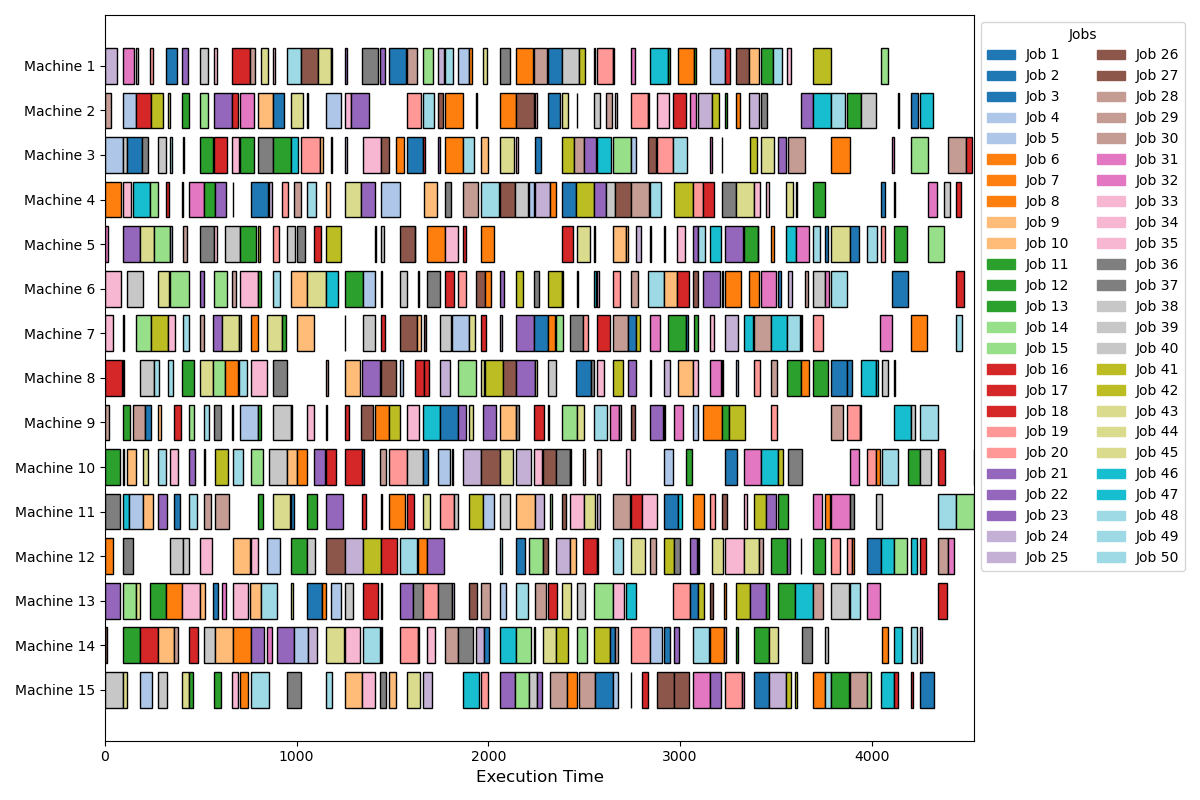 Machine 1
Machine 2
Machine 3
Machine 4
Machine 5
Machine 6
Machine 7
Machine 8
Machine 9
Machine 10
Machine 11
Machine 12
Machine 13
Machine 14
Machine 15
0 1000 2000 3000 4000
Execution Time
Jobs
Job 1
Job 2
Job 3
Job 4
Job 5
Job 6
Job 7
Job 8
Job 9
Job 10
Job 11
Job 12
Job 13
Job 14
Job 15
Job 16
Job 17
Job 18
Job 19
Job 20
Job 21
Job 22
Job 23
Job 24
Job 25
Job 26
Job 27
Job 28
Job 29
Job 30
Job 31
Job 32
Job 33
Job 34
Job 35
Job 36
Job 37
Job 38
Job 39
Job 40
Job 41
Job 42
Job 43
Job 44
Job 45
Job 46
Job 47
Job 48
Job 49
Job 50